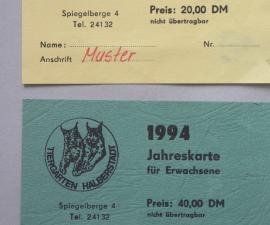 Spiegelberge 4
Tel. 24132
Preis: 20,00 DM
nicht übertragbar
Name:
Nr.
Anschrift
Muster
TIERGARTEN HALBERSTADT
1994
Jahreskarte
für Erwachsene
Spiegelberge 4
Tel. 24132
Preis: 40,00 DM
nicht übertragbar